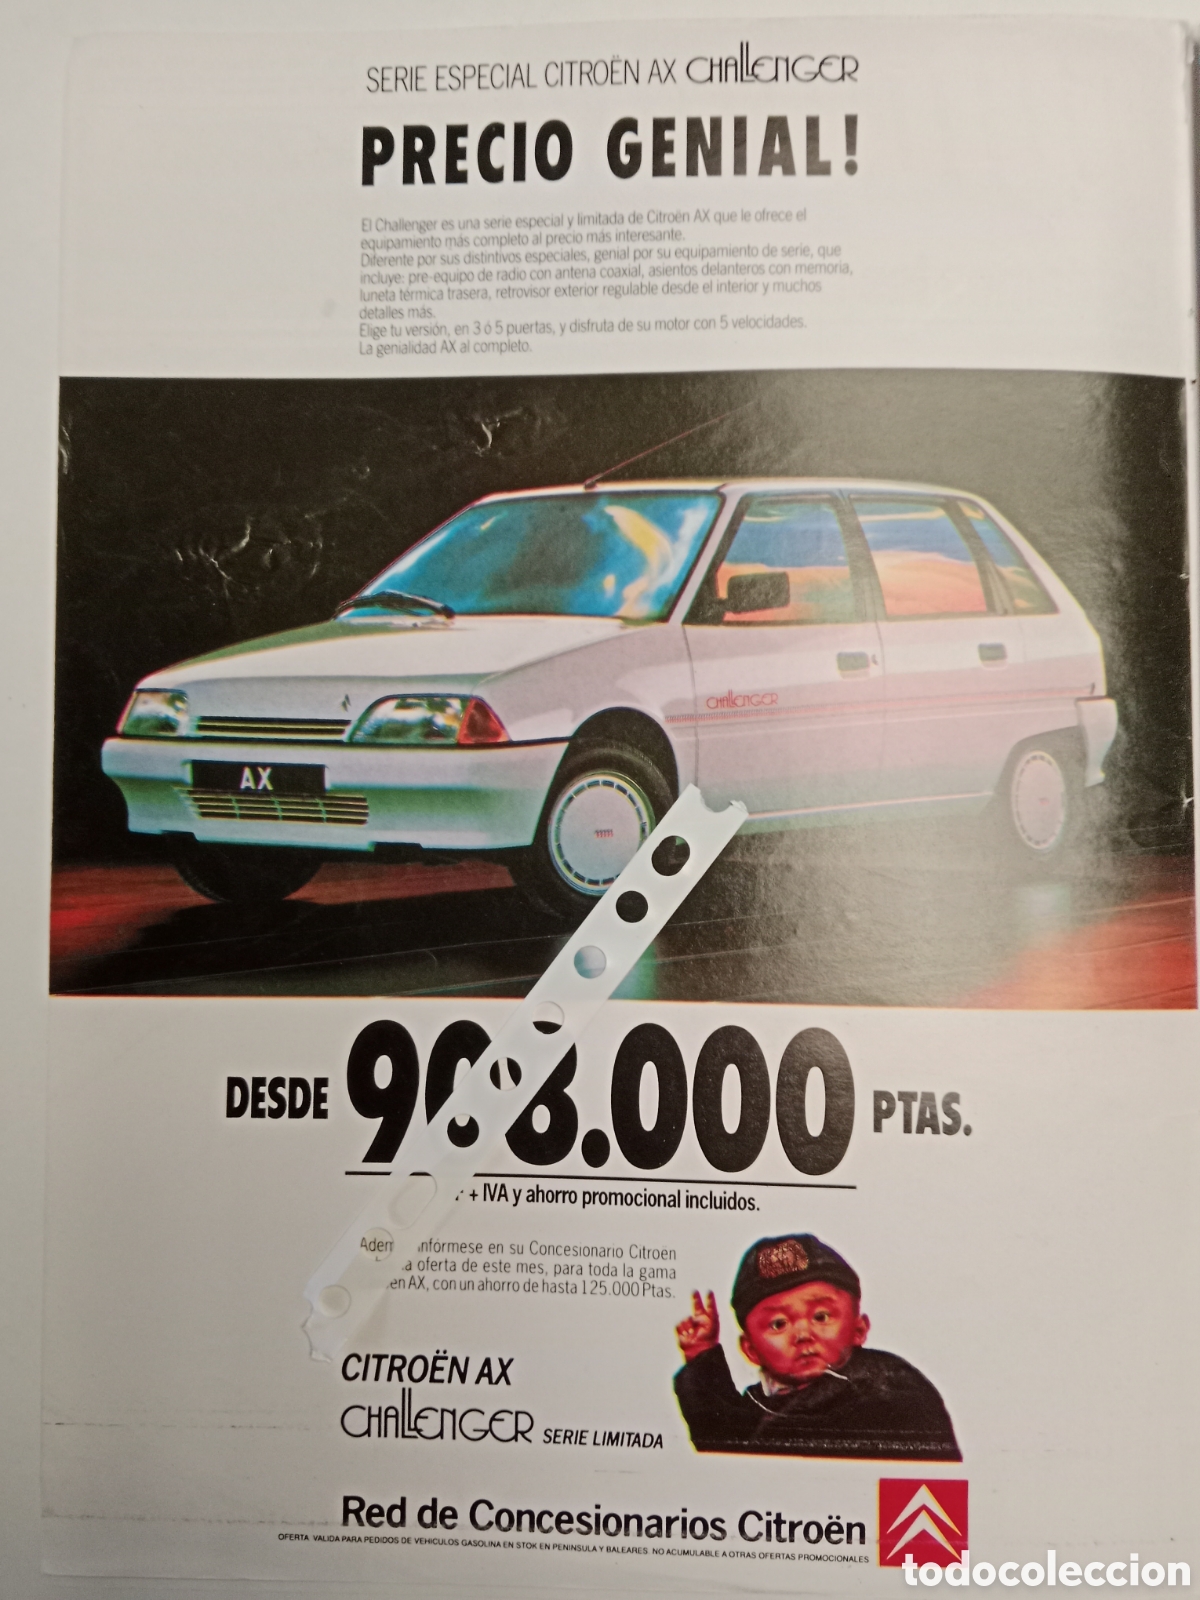 SERIE ESPECIAL CITROËN AX CHALLENGER
PRECIO GENIAL!
El Challenger es una serie especial y limitada de Citroën AX que le ofrece el
equipamiento más completo al precio más interesante.
Diferente por sus distintivos especiales, genial por su equipamiento de serie, que
incluye: pre-equipo de radio con antena coaxial, asientos delanteros con memoria,
luneta térmica trasera, retrovisor exterior regulable desde el interior y muchos
detalles más.
Elige tu versión, en 3 ó 5 puertas, y disfruta de su motor con 5 velocidades.
La genialidad AX al completo.
CHALLENGER
AX
DESDE 908.000 PTAS.
+ IVA y ahorro promocional incluidos.
infórmese en su Concesionario Citroën
oferta de este mes, para toda la gama
AX, con un ahorro de hasta 125.000 Ptas.
CITROËN AX
CHALLENGER SERIE LIMITADA
Red de Concesionarios Citroën
OFERTA VALIDA PARA PEDIDOS DE VEHICULOS GASOLINA EN STOK EN PENINSULA Y BALEARES. NO ACUMULABLE A OTRAS OFERTAS PROMOCIONALES
todocoleccion